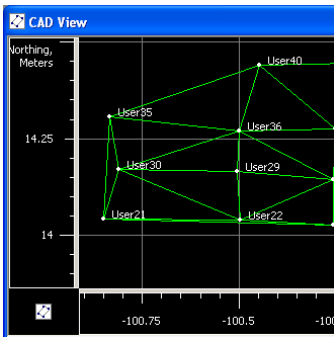 CAD View
Northing,
Meters
User40
User35
User36
14.25
User30
User29
User21
User22
14
-100.75
-100.5